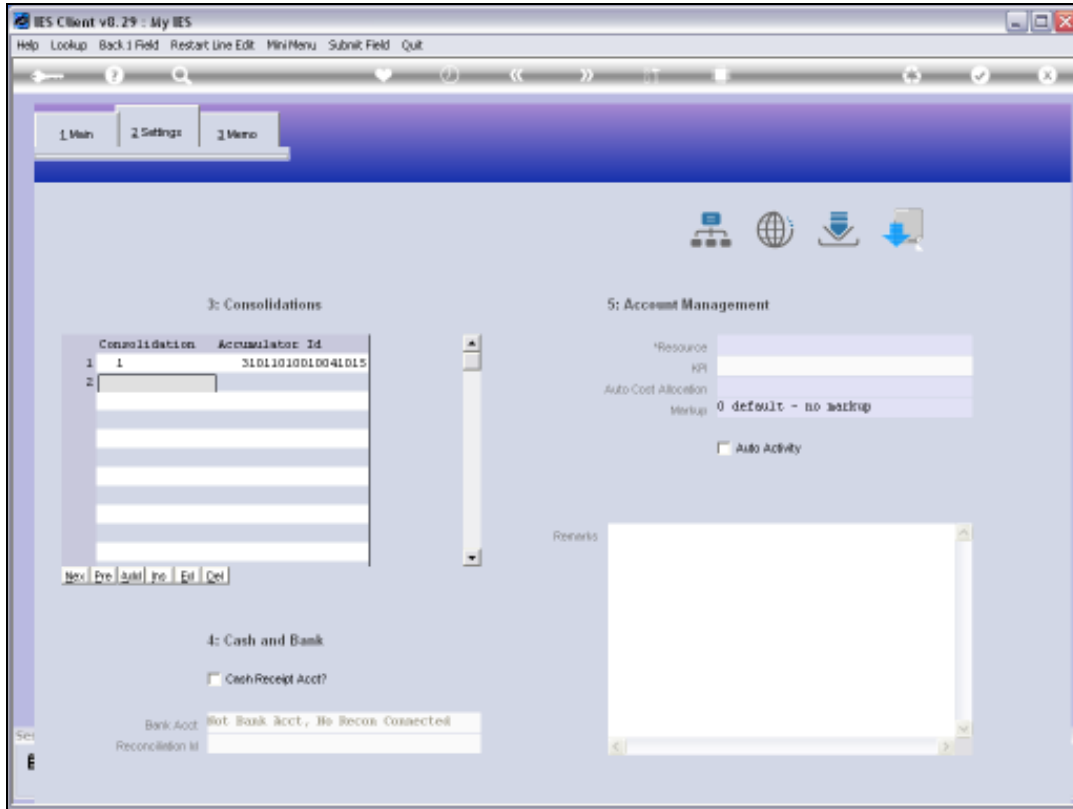 IES Client v8.29 : My IES
Help Lookup Back 1 Field Restart Line Edit Mini Menu Submit Field Quit
1 Main 2 Settings 3 Memo
3: Consolidations
5: Account Management
Consolidation Accumulator Id
1 1 31011010010041015
2
*Resource
KPI
Auto Cost Allocation
Markup 0 default - no markup
Auto Activity
Remarks
Nex Pre Add Ins Ed Del
4: Cash and Bank
Cash Receipt Acct?
Bank Acct Not Bank Acct, No Recon Connected
Reconciliation Id